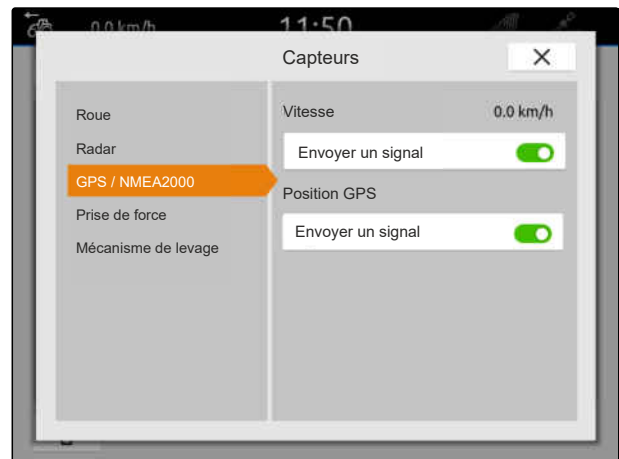 0.0 km/h
11:50
Capteurs
Roue
Radar
GPS / NMEA2000
Prise de force
Mécanisme de levage
Vitesse 0.0 km/h
Envoyer un signal
Position GPS
Envoyer un signal